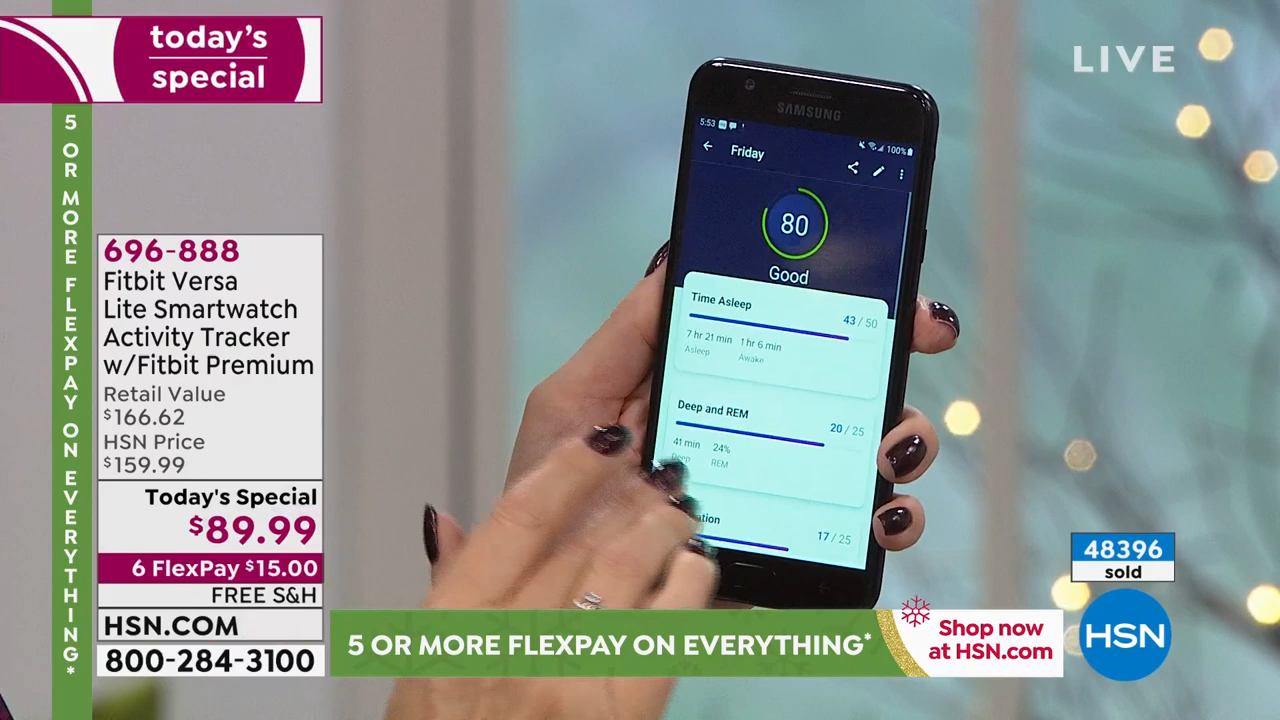 today's
special
5 OR MORE FLEXPAY ON EVERYTHING*
696-888
Fitbit Versa
Lite Smartwatch
Activity Tracker
w/Fitbit Premium
Retail Value
$166.62
HSN Price
$159.99
Today's Special
$89.99
6 FlexPay $15.00
FREE S&H
HSN.COM
800-284-3100
LIVE
SAMSUNG
5:53
100%
Friday
80
Good
Time Asleep
43 / 50
7 hr 21 min 1 hr 6 min
Asleep Awake
Deep and REM
20 / 25
41 min 24%
Deep REM
17 / 25
48396
sold
5 OR MORE FLEXPAY ON EVERYTHING*
Shop now
at HSN.com
HSN